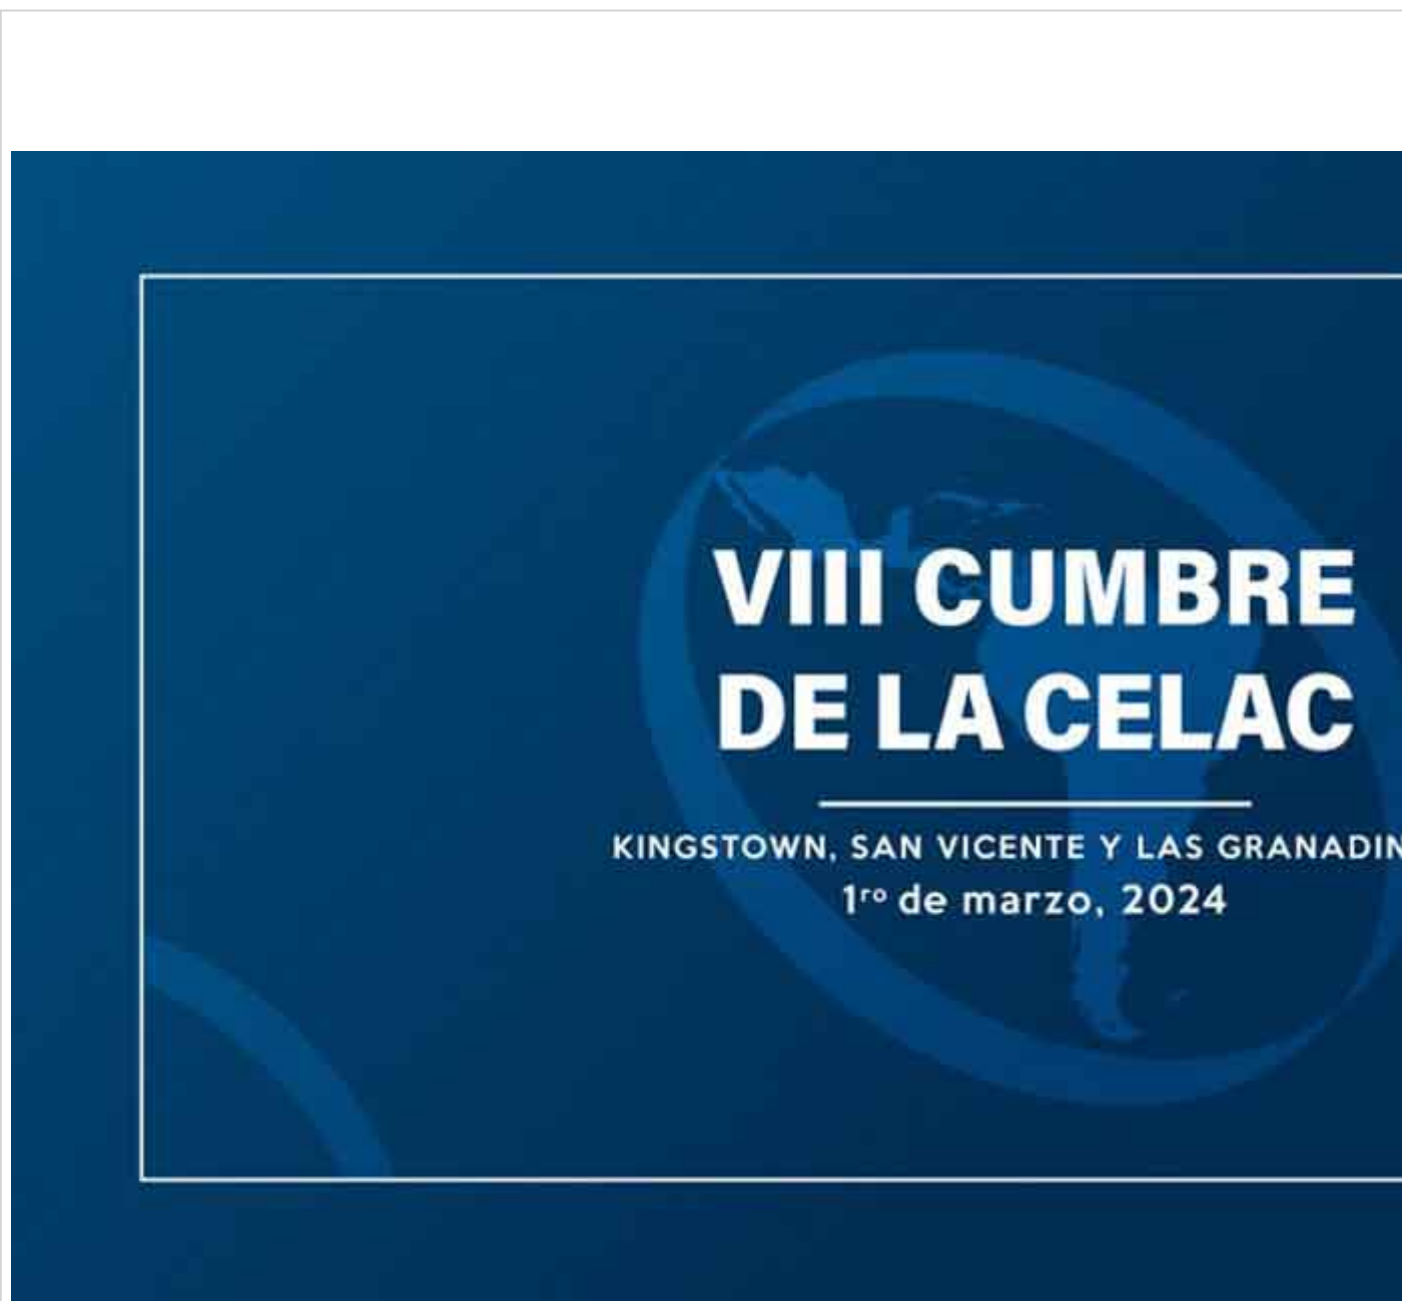 VIII CUMBRE
DE LA CELAC
KINGSTOWN, SAN VICENTE Y LAS GRANADIN
1ro de marzo, 2024